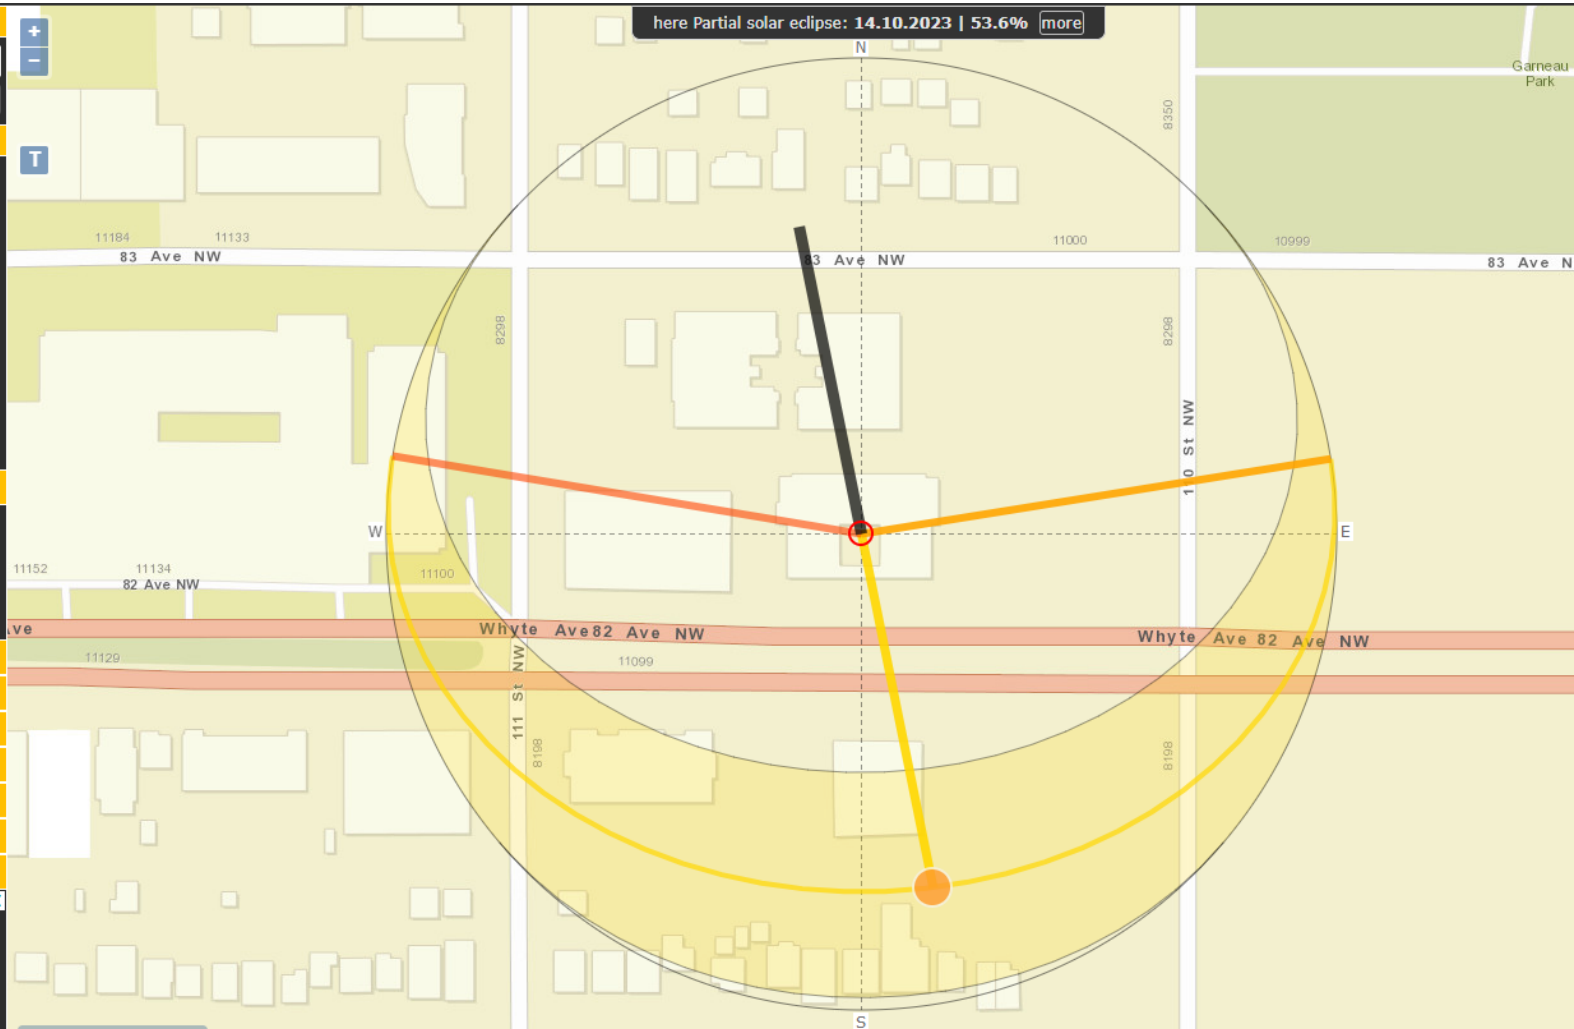 here Partial solar eclipse: 14.10.2023 | 53.6% more
+
−
N
Garneau
Park
8350
T
11184
11133
11000
10999
83 Ave NW
83 Ave NW
83 Ave N
8298
8298
110 St NW
W
E
11152
11134
11100
82 Ave NW
Ave
Whyte Ave 82 Ave NW
Whyte Ave 82 Ave NW
11129
11099
111 St NW
8198
8198
S